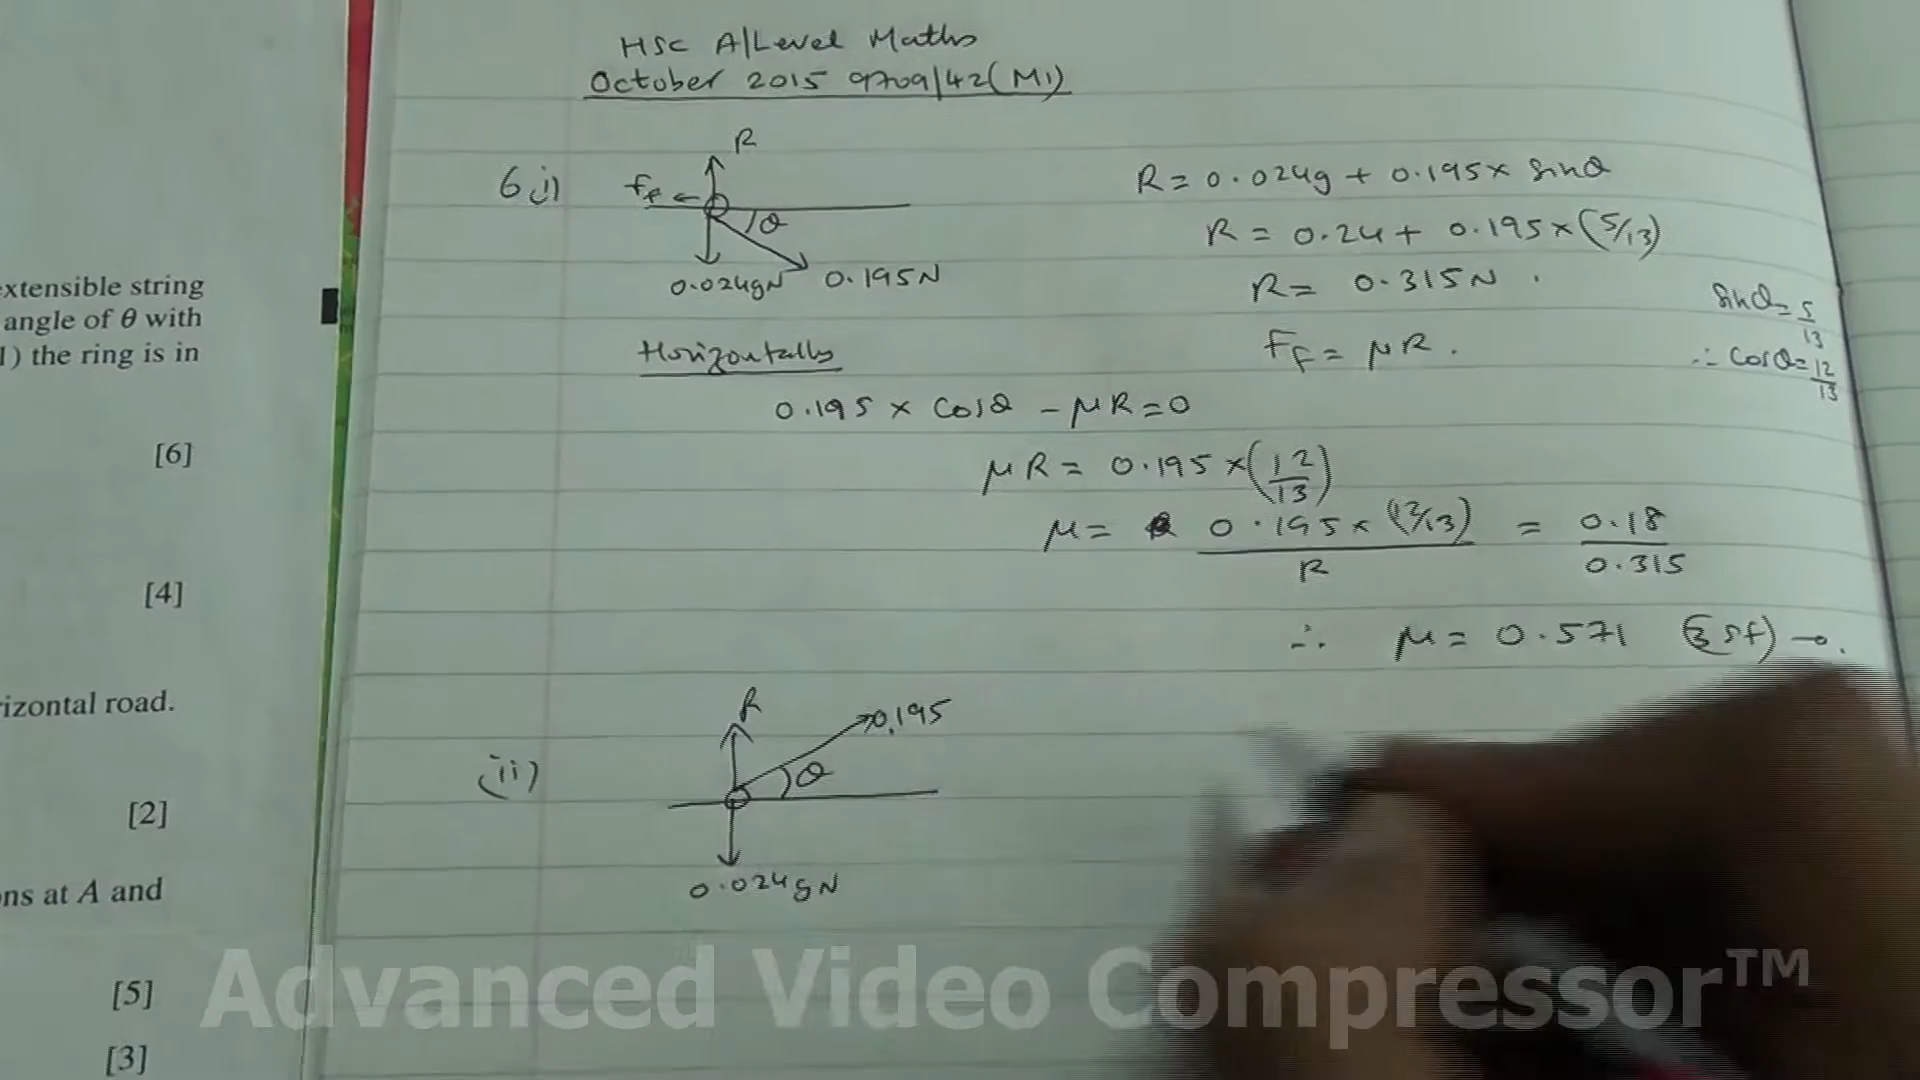 HSC A/Level Maths
October 2015 9709/42(M1)
xtensible string
angle of θ with
1) the ring is in
[6]
[4]
rizontal road.
[2]
ons at A and
[5]
[3]
6 i)
R
θ
0.024gN
0.195N
R = 0.024g + 0.195 x sinθ
R = 0.24 + 0.195 x (5/13)
R = 0.315N .
sinθ = 5/13
∴ cosθ = 12/13
F_F = μR .
Horizontally
0.195 x cosθ - μR = 0
μR = 0.195 x (12/13)
μ = 0.195 x (12/13) / R = 0.18 / 0.315
∴ μ = 0.571 (3 sf)
(ii)
R
0.195
θ
0.024gN
Advanced Video Compressor™